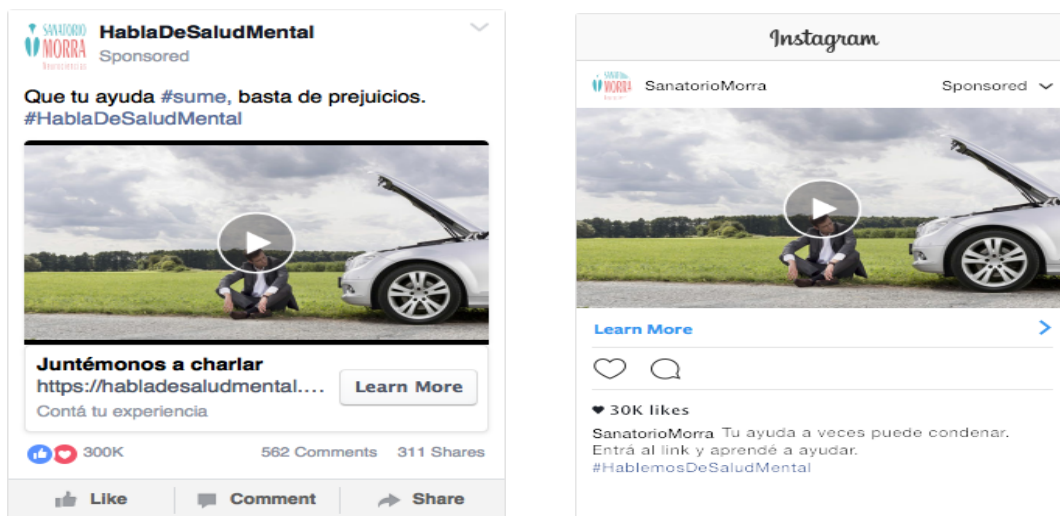 SANATORIO
MORRA
Neurociencias
HablaDeSaludMental
Sponsored
Que tu ayuda #sume, basta de prejuicios.
#HablaDeSaludMental
Juntémonos a charlar
https://habladesaludmental....
Learn More
Contá tu experiencia
300K
562 Comments 311 Shares
Like Comment Share
Instagram
MORRA
SanatorioMorra
Sponsored
Learn More
30K likes
SanatorioMorra Tu ayuda a veces puede condenar.
Entrá al link y aprendé a ayudar.
#HablemosDeSaludMental